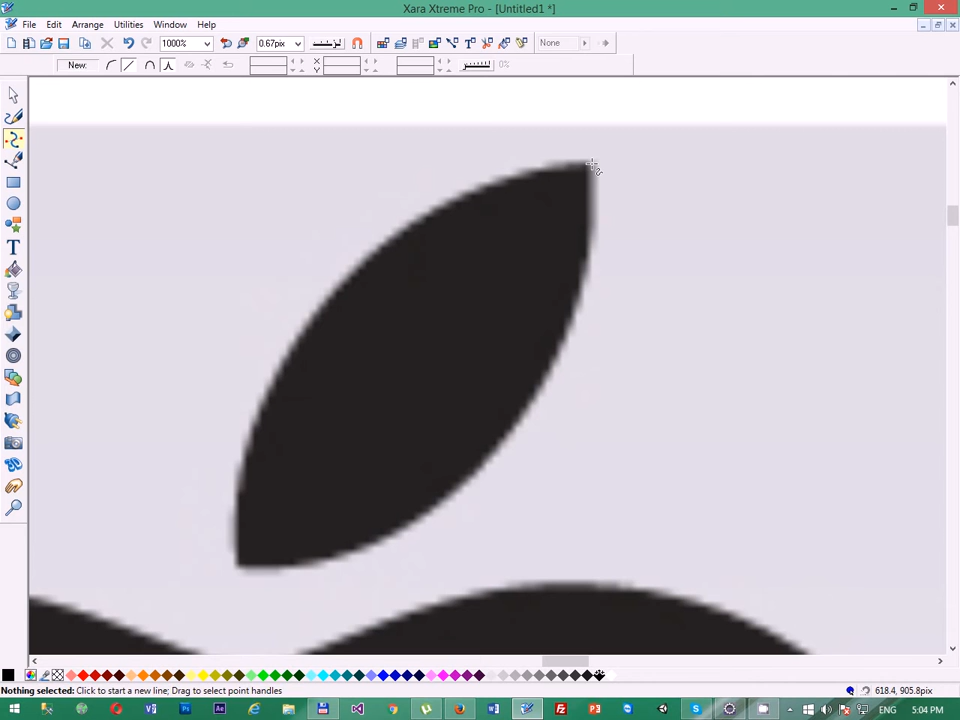 Xara Xtreme Pro - [Untitled1 *]
File Edit Arrange Utilities Window Help
1000% 0.67pix None
New: X Y 0%
T
3D
Nothing selected: Click to start a new line; Drag to select point handles 618.4, 905.8pix
ENG 5:04 PM